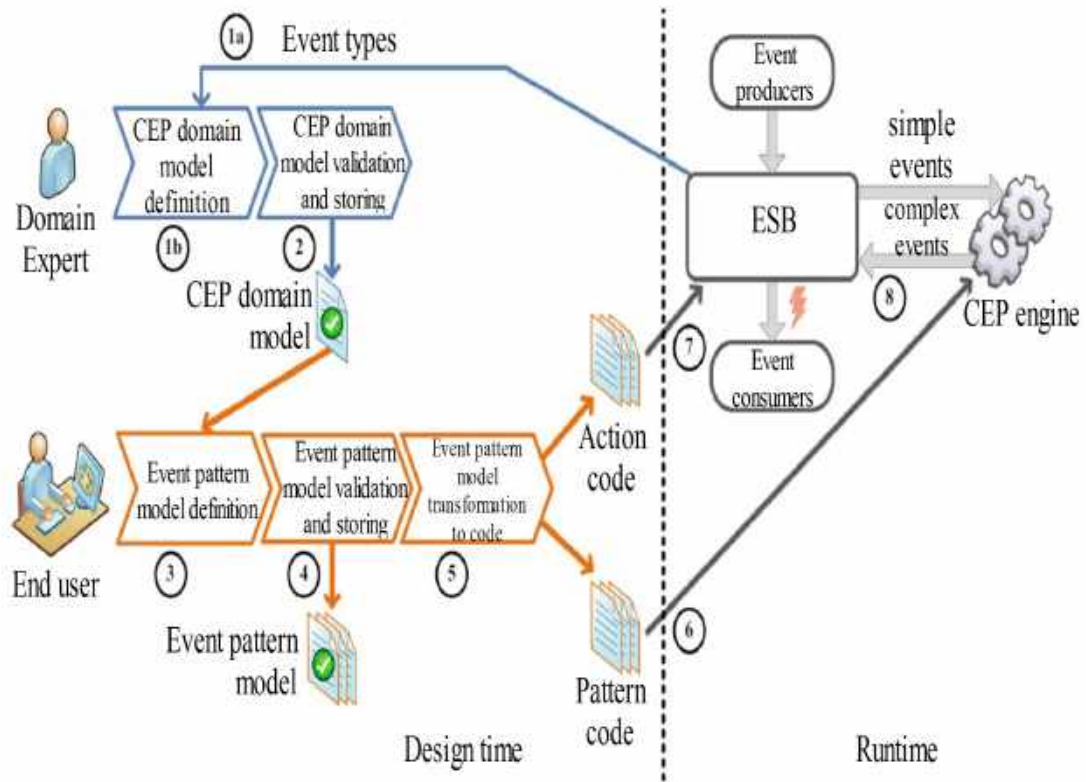 1a
Event types
Event
producers
CEP domain
model
definition
CEP domain
model validation
and storing
simple
events
Domain
Expert
ESB
complex
events
1b
2
CEP domain
model
8
CEP engine
7
Event
consumers
Action
code
Event pattern
model definition
Event pattern
model validation
and storing
Event pattern
model
transformation
to code
End user
3
4
5
6
Event pattern
model
Pattern
code
Design time
Runtime